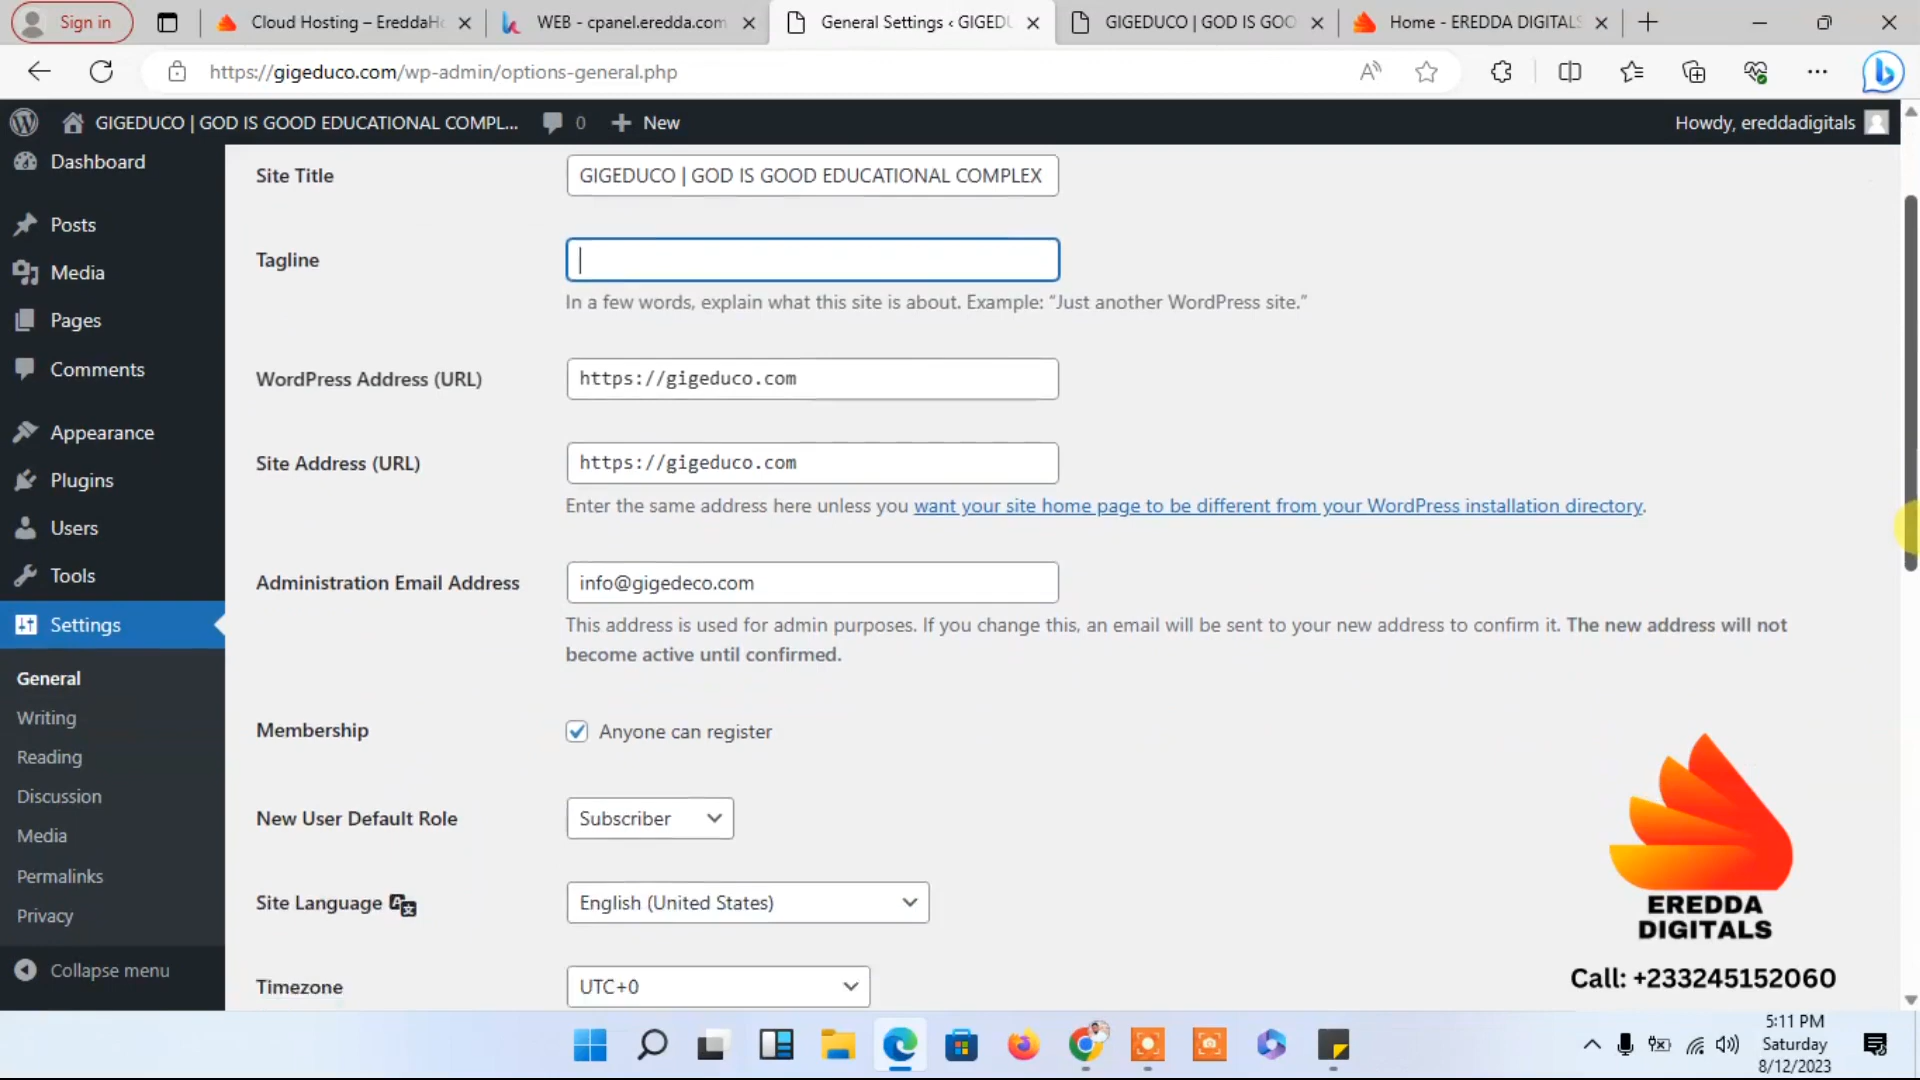 Sign in
Cloud Hosting – EreddaHo
WEB - cpanel.eredda.com
General Settings ‹ GIGEDU
GIGEDUCO | GOD IS GOO
Home - EREDDA DIGITALS
https://gigeduco.com/wp-admin/options-general.php
GIGEDUCO | GOD IS GOOD EDUCATIONAL COMPL...
0
New
Howdy, ereddadigitals
Dashboard
Posts
Media
Pages
Comments
Appearance
Plugins
Users
Tools
Settings
General
Writing
Reading
Discussion
Media
Permalinks
Privacy
Collapse menu
Site Title
GIGEDUCO | GOD IS GOOD EDUCATIONAL COMPLEX
Tagline
In a few words, explain what this site is about. Example: “Just another WordPress site.”
WordPress Address (URL)
https://gigeduco.com
Site Address (URL)
https://gigeduco.com
Enter the same address here unless you want your site home page to be different from your WordPress installation directory.
Administration Email Address
info@gigedeco.com
This address is used for admin purposes. If you change this, an email will be sent to your new address to confirm it. The new address will not
become active until confirmed.
Membership
Anyone can register
New User Default Role
Subscriber
Site Language
English (United States)
Timezone
UTC+0
EREDDA
DIGITALS
Call: +233245152060
5:11 PM
Saturday
8/12/2023